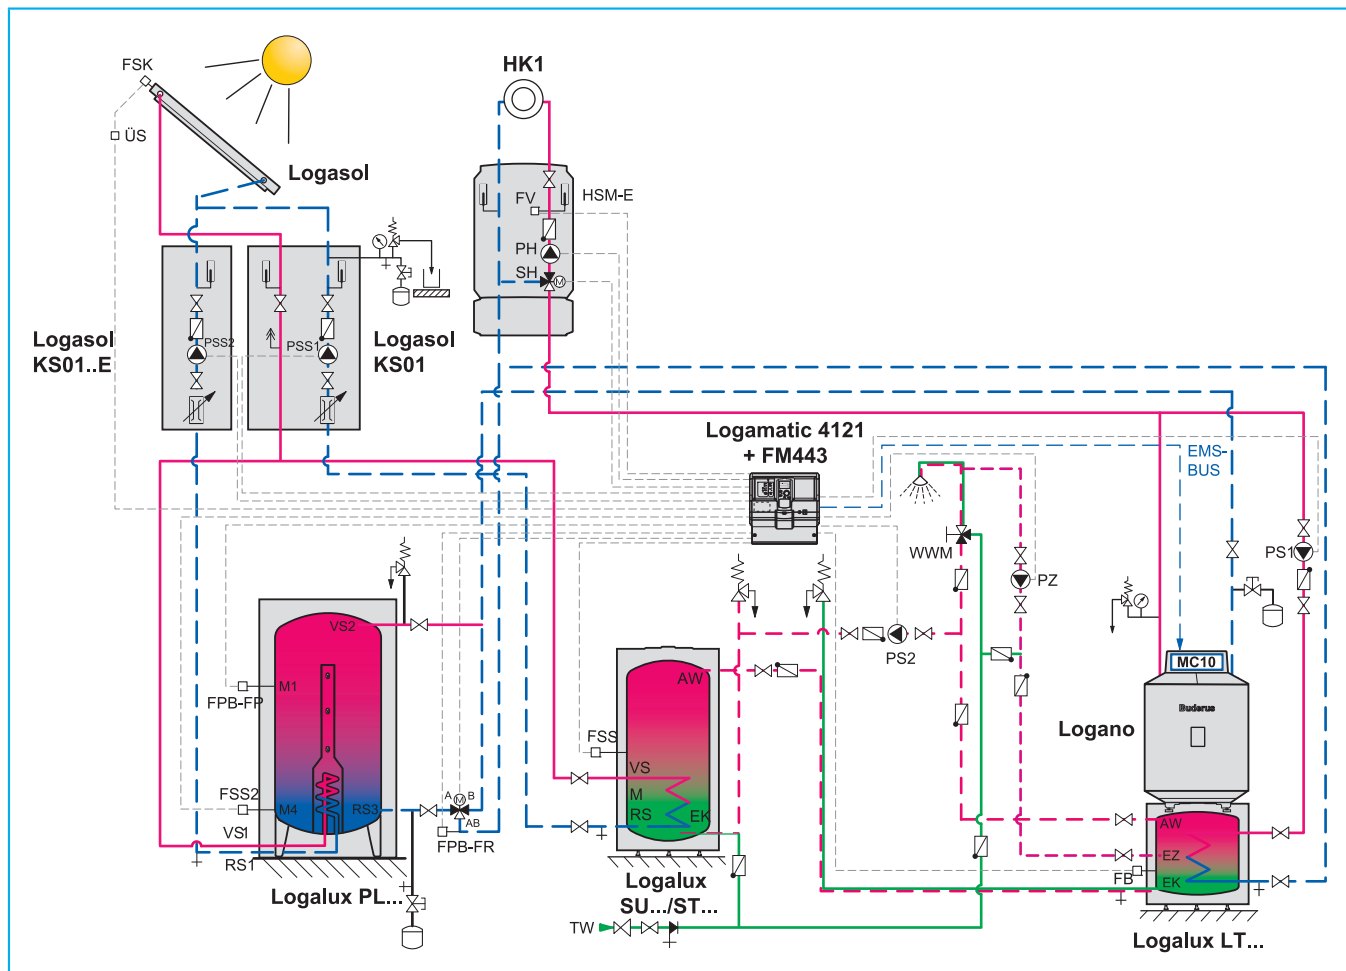 FSK
HK1
ÜS
Logasol
FV
HSM-E
PH
SH
Logasol
KS01..E
PSS2
PSS1
Logasol
KS01
Logamatic 4121
+ FM443
EMS-
BUS
WWM
PZ
PS1
VS2
PS2
MC10
M1
FPB-FP
AW
Buderus
FSS
Logano
VS
FSS2
M4
RS3
A
M
B
AB
M
RS
EK
VS1
FPB-FR
RS1
AW
EZ
FB
EK
Logalux PL...
Logalux
SU.../ST...
TW
Logalux LT...
M